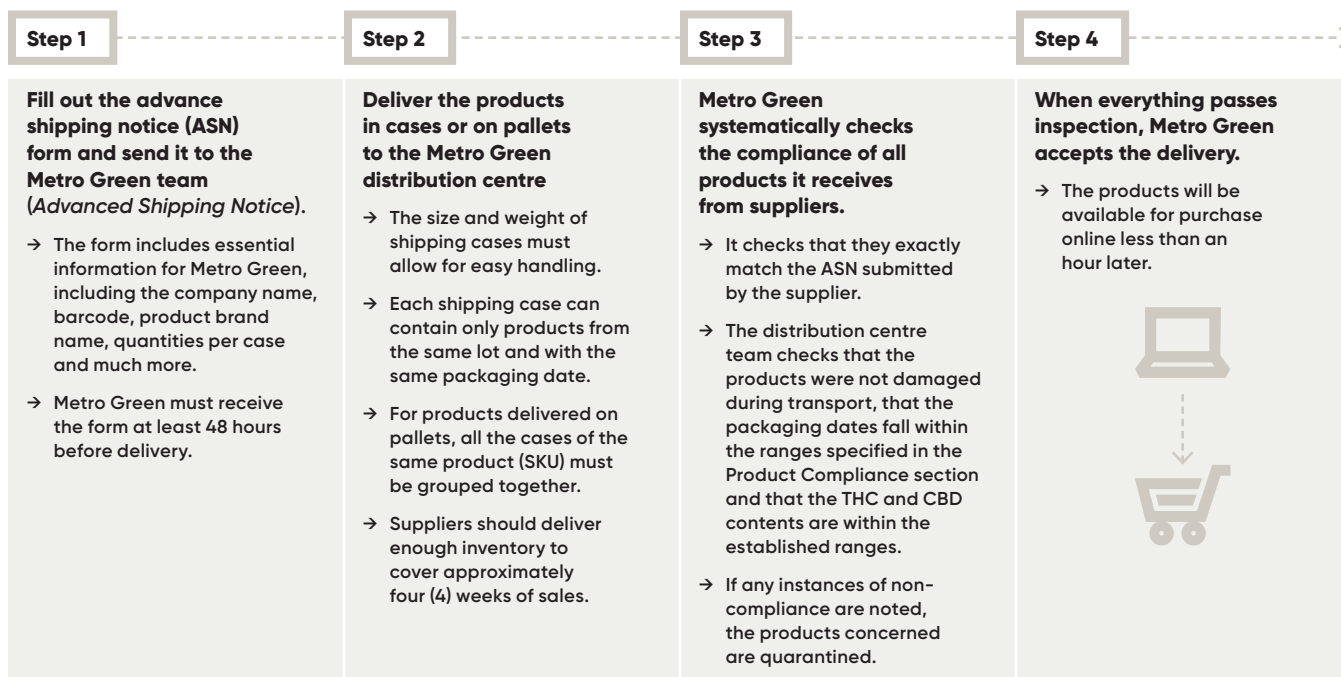 Step 1
Fill out the advance
shipping notice (ASN)
form and send it to the
Metro Green team
(Advanced Shipping Notice).
→ The form includes essential
information for Metro Green,
including the company name,
barcode, product brand
name, quantities per case
and much more.
→ Metro Green must receive
the form at least 48 hours
before delivery.
Step 2
Deliver the products
in cases or on pallets
to the Metro Green
distribution centre
→ The size and weight of
shipping cases must
allow for easy handling.
→ Each shipping case can
contain only products from
the same lot and with the
same packaging date.
→ For products delivered on
pallets, all the cases of the
same product (SKU) must
be grouped together.
→ Suppliers should deliver
enough inventory to
cover approximately
four (4) weeks of sales.
Step 3
Metro Green
systematically checks
the compliance of all
products it receives
from suppliers.
→ It checks that they exactly
match the ASN submitted
by the supplier.
→ The distribution centre
team checks that the
products were not damaged
during transport, that the
packaging dates fall within
the ranges specified in the
Product Compliance section
and that the THC and CBD
contents are within the
established ranges.
→ If any instances of non-
compliance are noted,
the products concerned
are quarantined.
Step 4
When everything passes
inspection, Metro Green
accepts the delivery.
→ The products will be
available for purchase
online less than an
hour later.